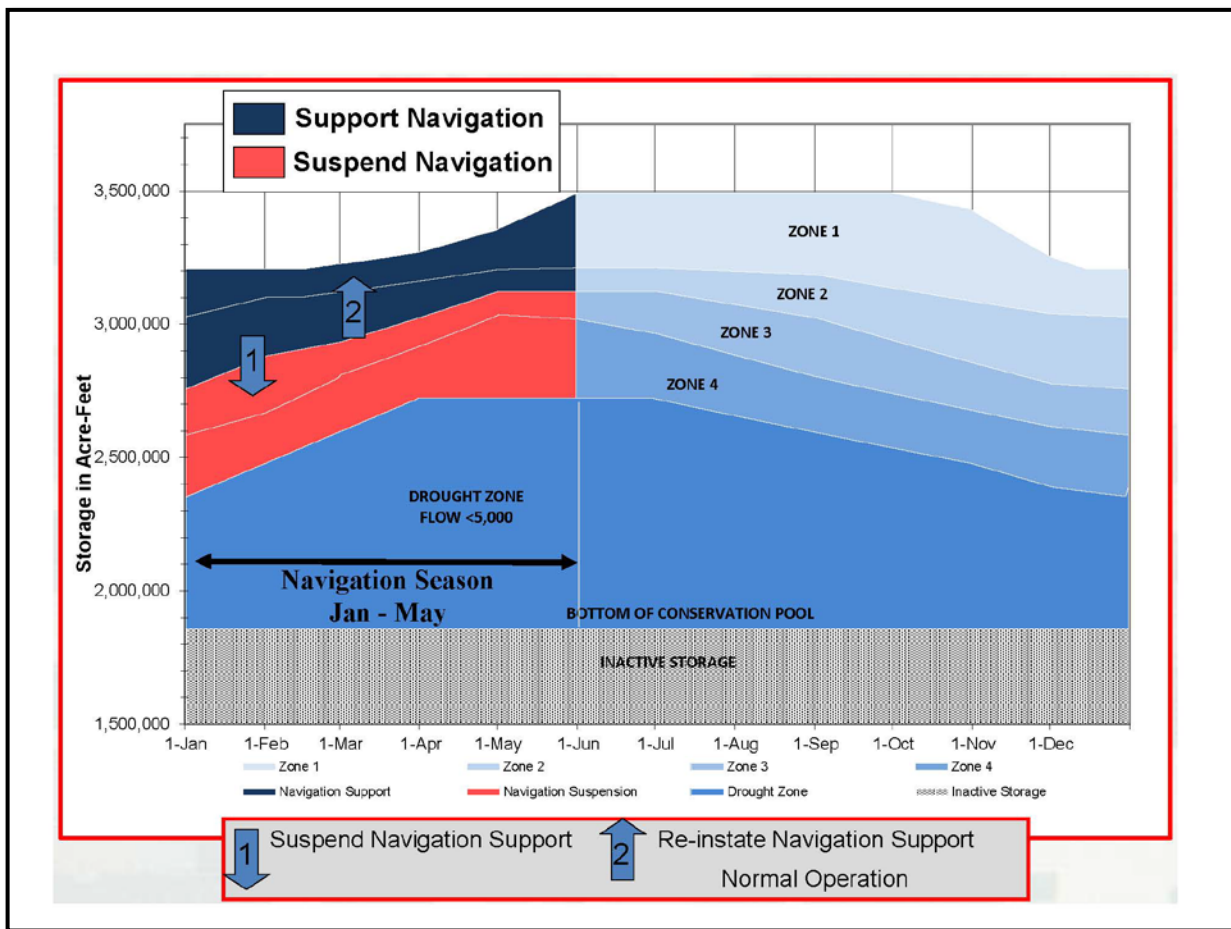 Support Navigation
Suspend Navigation
Storage in Acre-Feet
3,500,000
3,000,000
2,500,000
2,000,000
1,500,000
ZONE 1
ZONE 2
ZONE 3
ZONE 4
2
1
DROUGHT ZONE
FLOW <5,000
Navigation Season
Jan - May
BOTTOM OF CONSERVATION POOL
INACTIVE STORAGE
1-Jan 1-Feb 1-Mar 1-Apr 1-May 1-Jun 1-Jul 1-Aug 1-Sep 1-Oct 1-Nov 1-Dec
Zone 1 Zone 2 Zone 3 Zone 4
Navigation Support Navigation Suspension Drought Zone Inactive Storage
1 Suspend Navigation Support 2 Re-instate Navigation Support
Normal Operation